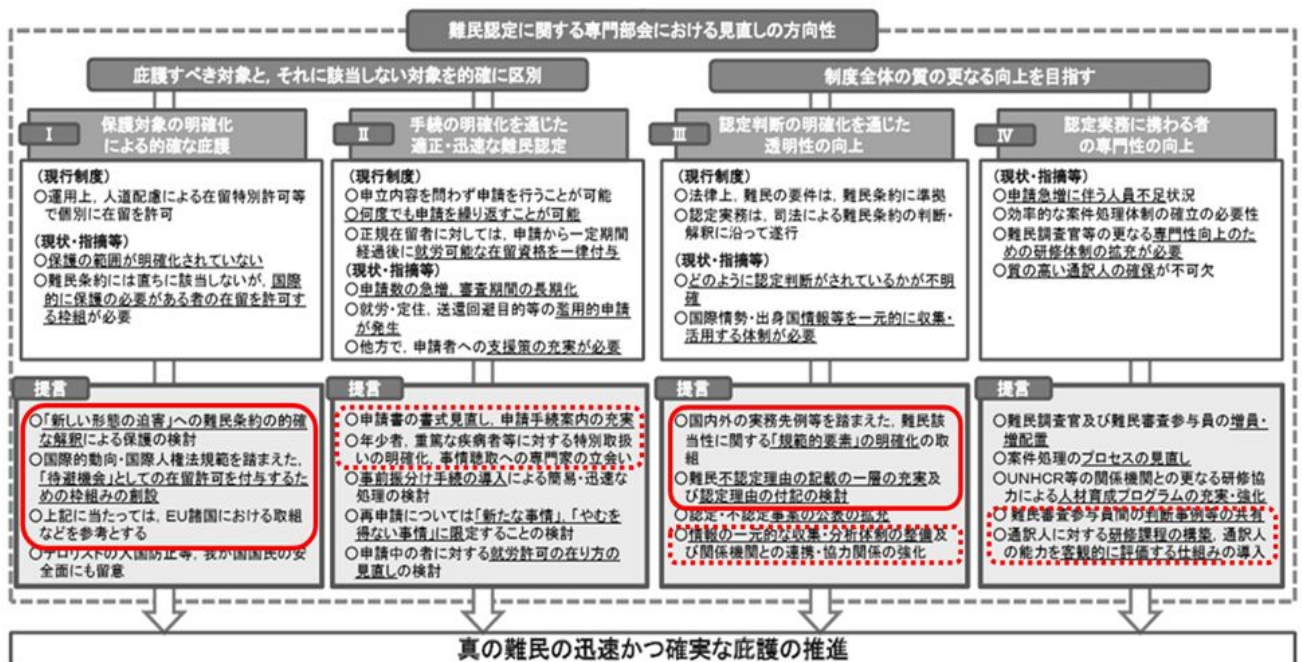 難民認定に関する専門部会における見直しの方向性
庇護すべき対象と，それに該当しない対象を的確に区別
制度全体の質の更なる向上を目指す
Ⅰ
保護対象の明確化
による的確な庇護
(現行制度)
○運用上，人道配慮による在留特別許可等
で個別に在留を許可
(現状・指摘等)
○保護の範囲が明確化されていない
○難民条約には直ちに該当しないが，国際
的に保護の必要がある者の在留を許可す
る枠組が必要
提言
○「新しい形態の迫害」への難民条約の的確
な解釈による保護の検討
○国際的動向・国際人権法規範を踏まえた，
「待避機会」としての在留許可を付与するた
めの枠組みの創設
○上記に当たっては，EU諸国における取組
などを参考とする
○テロリストの入国防止等，我が国国民の安
全面にも留意
Ⅱ
手続の明確化を通じた
適正・迅速な難民認定
(現行制度)
○申立内容を問わず申請を行うことが可能
○何度でも申請を繰り返すことが可能
○正規在留者に対しては，申請から一定期間
経過後に就労可能な在留資格を一律付与
(現状・指摘等)
○申請数の急増，審査期間の長期化
○就労・定住，送還回避目的等の濫用的申請
が発生
○他方で，申請者への支援策の充実が必要
提言
○申請書の書式見直し，申請手続案内の充実
○年少者，重篤な疾病者等に対する特別取扱
いの明確化，事情聴取への専門家の立会い
○事前振分け手続の導入による簡易・迅速な
処理の検討
○再申請については「新たな事情」，「やむを
得ない事情」に限定することの検討
○申請中の者に対する就労許可の在り方の
見直しの検討
Ⅲ
認定判断の明確化を通じた
透明性の向上
(現行制度)
○法律上，難民の要件は，難民条約に準拠
○認定実務は，司法による難民条約の判断・
解釈に沿って遂行
(現状・指摘等)
○どのように認定判断がされているかが不明
確
○国際情勢・出身国情報等を一元的に収集・
活用する体制が必要
提言
○国内外の実務先例等を踏まえた，難民該
当性に関する「規範的要素」の明確化の取
組
○難民不認定理由の記載の一層の充実及
び認定理由の付記の検討
○認定・不認定事案の公表の拡充
○情報の一元的な収集・分析体制の整備及
び関係機関との連携・協力関係の強化
Ⅳ
認定実務に携わる者
の専門性の向上
(現状・指摘等)
○申請急増に伴う人員不足状況
○効率的な案件処理体制の確立の必要性
○難民調査官等の更なる専門性向上のため
の研修体制の拡充が必要
○質の高い通訳人の確保が不可欠
提言
○難民調査官及び難民審査参与員の増員・
増配置
○案件処理のプロセスの見直し
○UNHCR等の関係機関との更なる研修協
力による人材育成プログラムの充実・強化
○難民審査参与員間の判断事例等の共有
○通訳人に対する研修課程の構築，通訳人
の能力を客観的に評価する仕組みの導入
真の難民の迅速かつ確実な庇護の推進